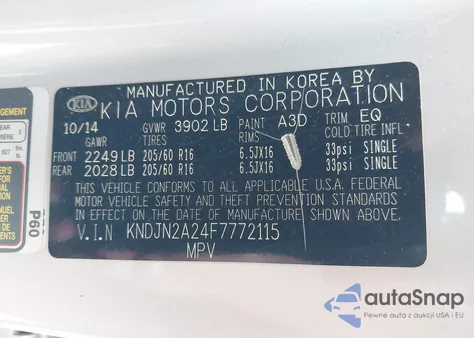 MANUFACTURED IN KOREA BY
KIA KIA MOTORS CORPORATION
10/14 GVWR 3902 LB PAINT A3D TRIM EQ
GAWR TIRES RIMS COLD TIRE INFL
FRONT 2249 LB 205/60 R16 6.5JX16 33psi SINGLE
REAR 2028 LB 205/60 R16 6.5JX16 33psi SINGLE
THIS VEHICLE CONFORMS TO ALL APPLICABLE U.S.A. FEDERAL
MOTOR VEHICLE SAFETY AND THEFT PREVENTION STANDARDS
IN EFFECT ON THE DATE OF MANUFACTURE SHOWN ABOVE.
V.I.N KNDJN2A24F7772115
MPV
P60
autoSnap
Pewne auta z aukcji USA i EU